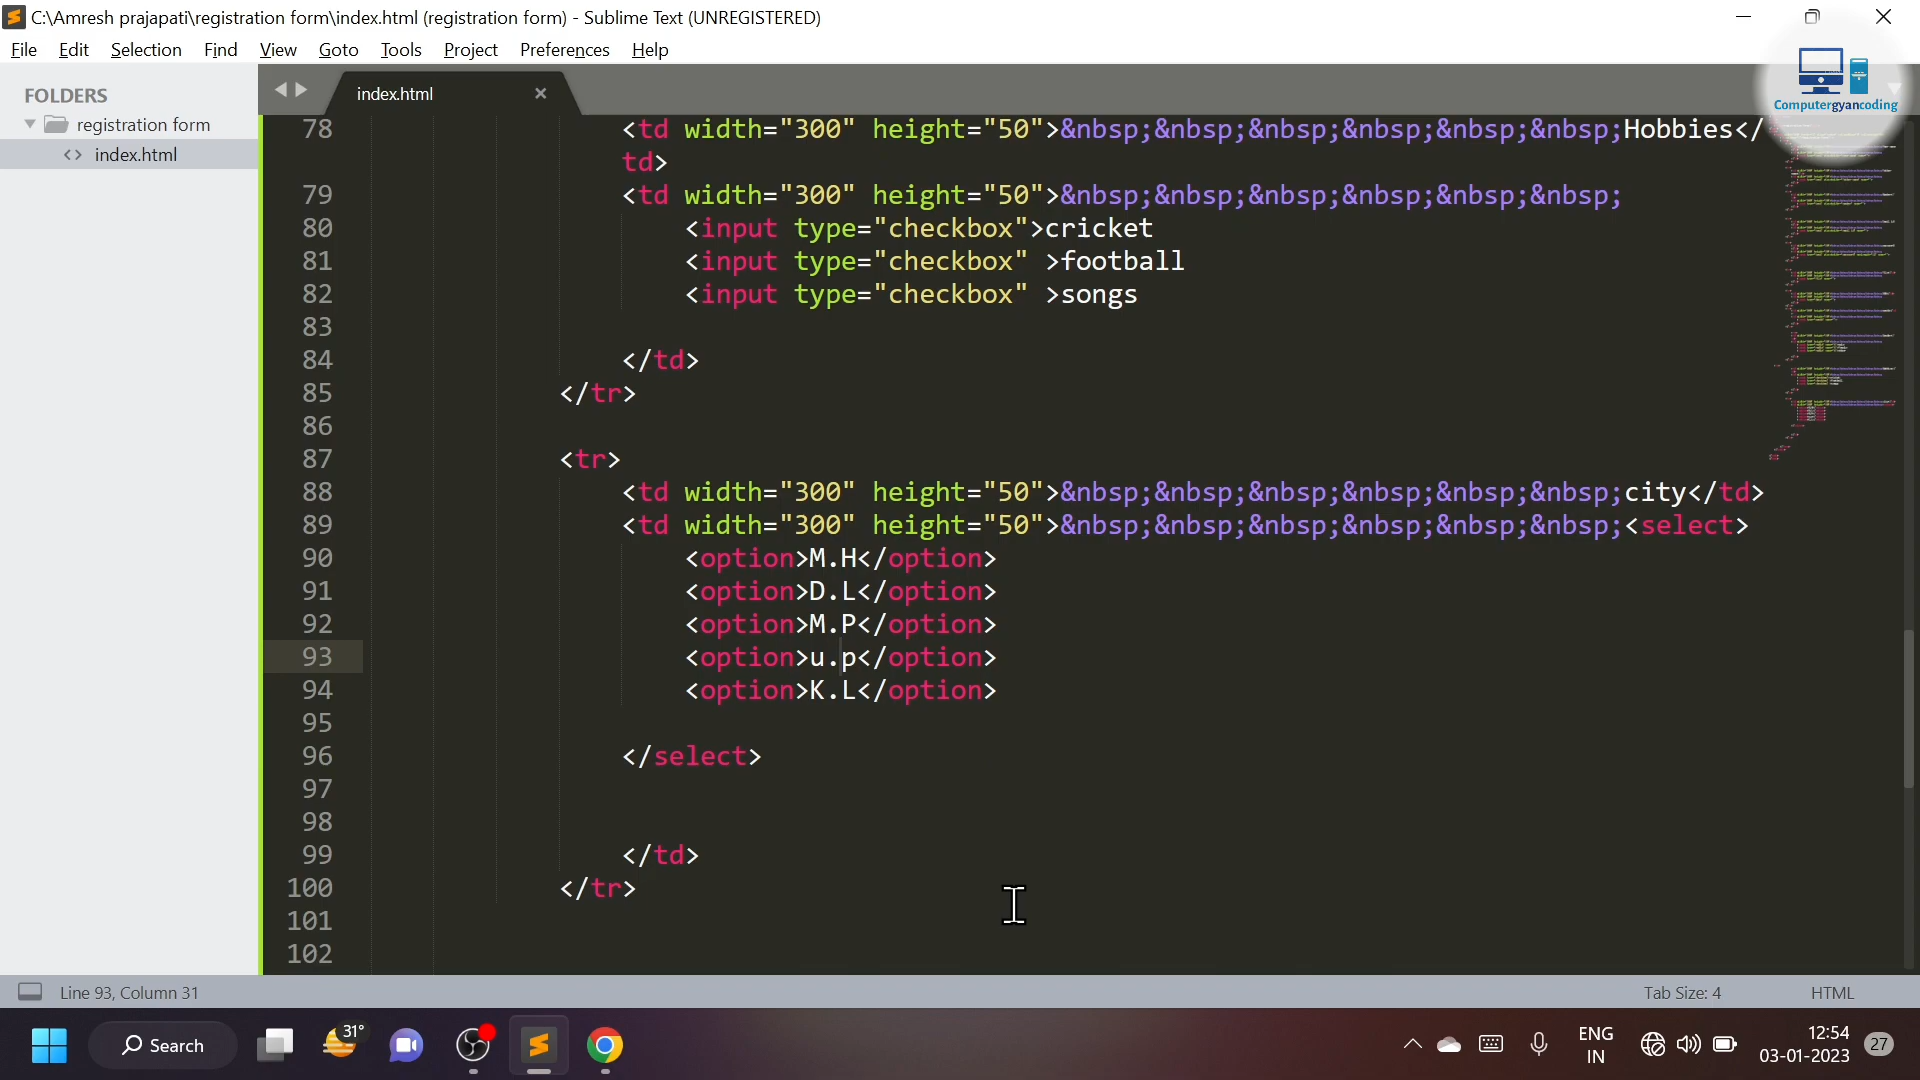 C:\Amresh prajapati\registration form\index.html (registration form) - Sublime Text (UNREGISTERED)
File Edit Selection Find View Goto Tools Project Preferences Help
Computergyancoding
FOLDERS
registration form
<> index.html
index.html
78 <td width="300" height="50">&nbsp;&nbsp;&nbsp;&nbsp;&nbsp;&nbsp;Hobbies</
td>
79 <td width="300" height="50">&nbsp;&nbsp;&nbsp;&nbsp;&nbsp;&nbsp;
80 <input type="checkbox">cricket
81 <input type="checkbox" >football
82 <input type="checkbox" >songs
83
84 </td>
85 </tr>
86
87 <tr>
88 <td width="300" height="50">&nbsp;&nbsp;&nbsp;&nbsp;&nbsp;&nbsp;city</td>
89 <td width="300" height="50">&nbsp;&nbsp;&nbsp;&nbsp;&nbsp;&nbsp;<select>
90 <option>M.H</option>
91 <option>D.L</option>
92 <option>M.P</option>
93 <option>u.p</option>
94 <option>K.L</option>
95
96 </select>
97
98
99 </td>
100 </tr>
101
102
Line 93, Column 31 Tab Size: 4 HTML
Search 31° ENG IN 12:54 03-01-2023 27